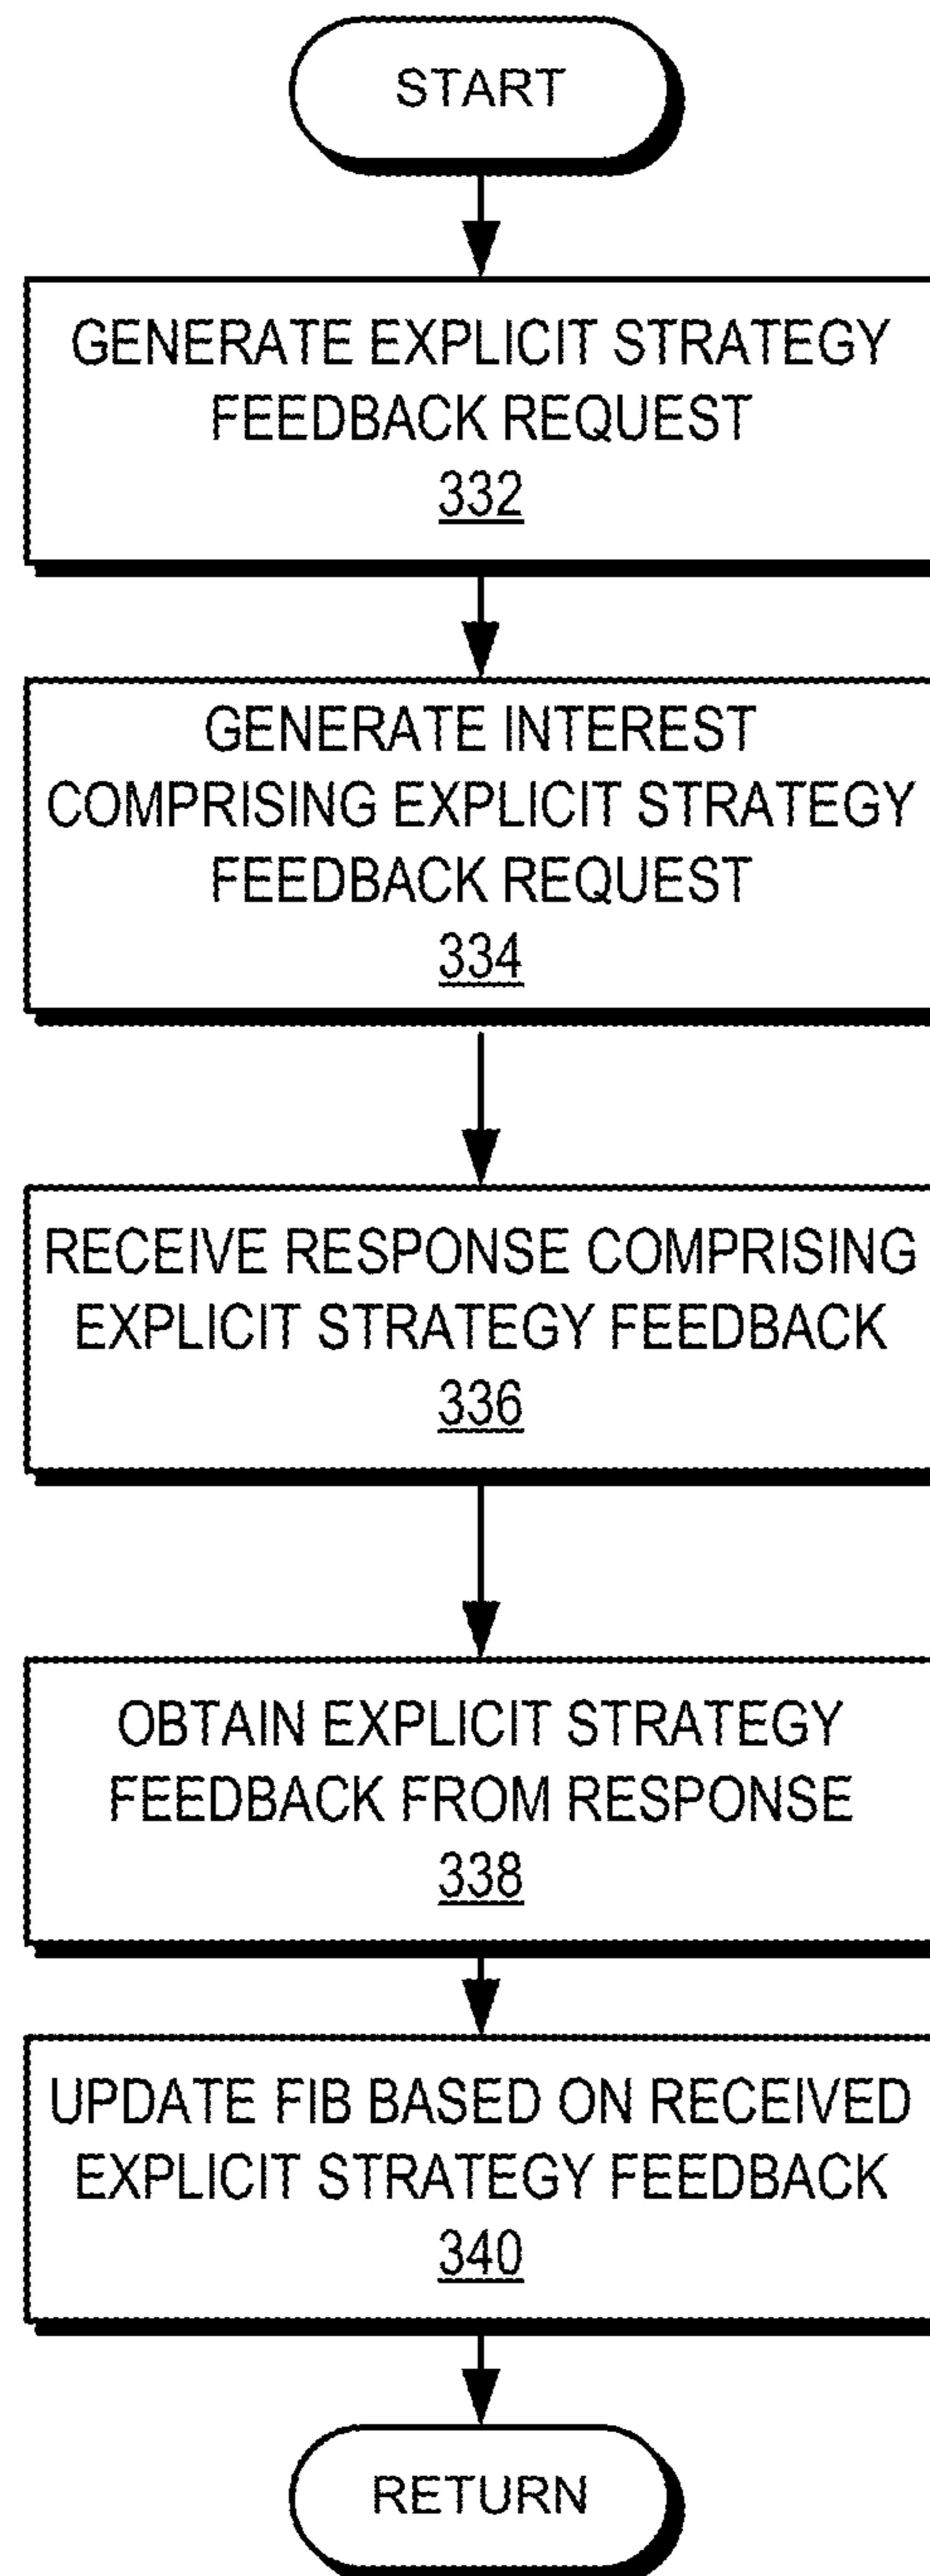 START
GENERATE EXPLICIT STRATEGY
FEEDBACK REQUEST
332
GENERATE INTEREST
COMPRISING EXPLICIT STRATEGY
FEEDBACK REQUEST
334
RECEIVE RESPONSE COMPRISING
EXPLICIT STRATEGY FEEDBACK
336
OBTAIN EXPLICIT STRATEGY
FEEDBACK FROM RESPONSE
338
UPDATE FIB BASED ON RECEIVED
EXPLICIT STRATEGY FEEDBACK
340
RETURN